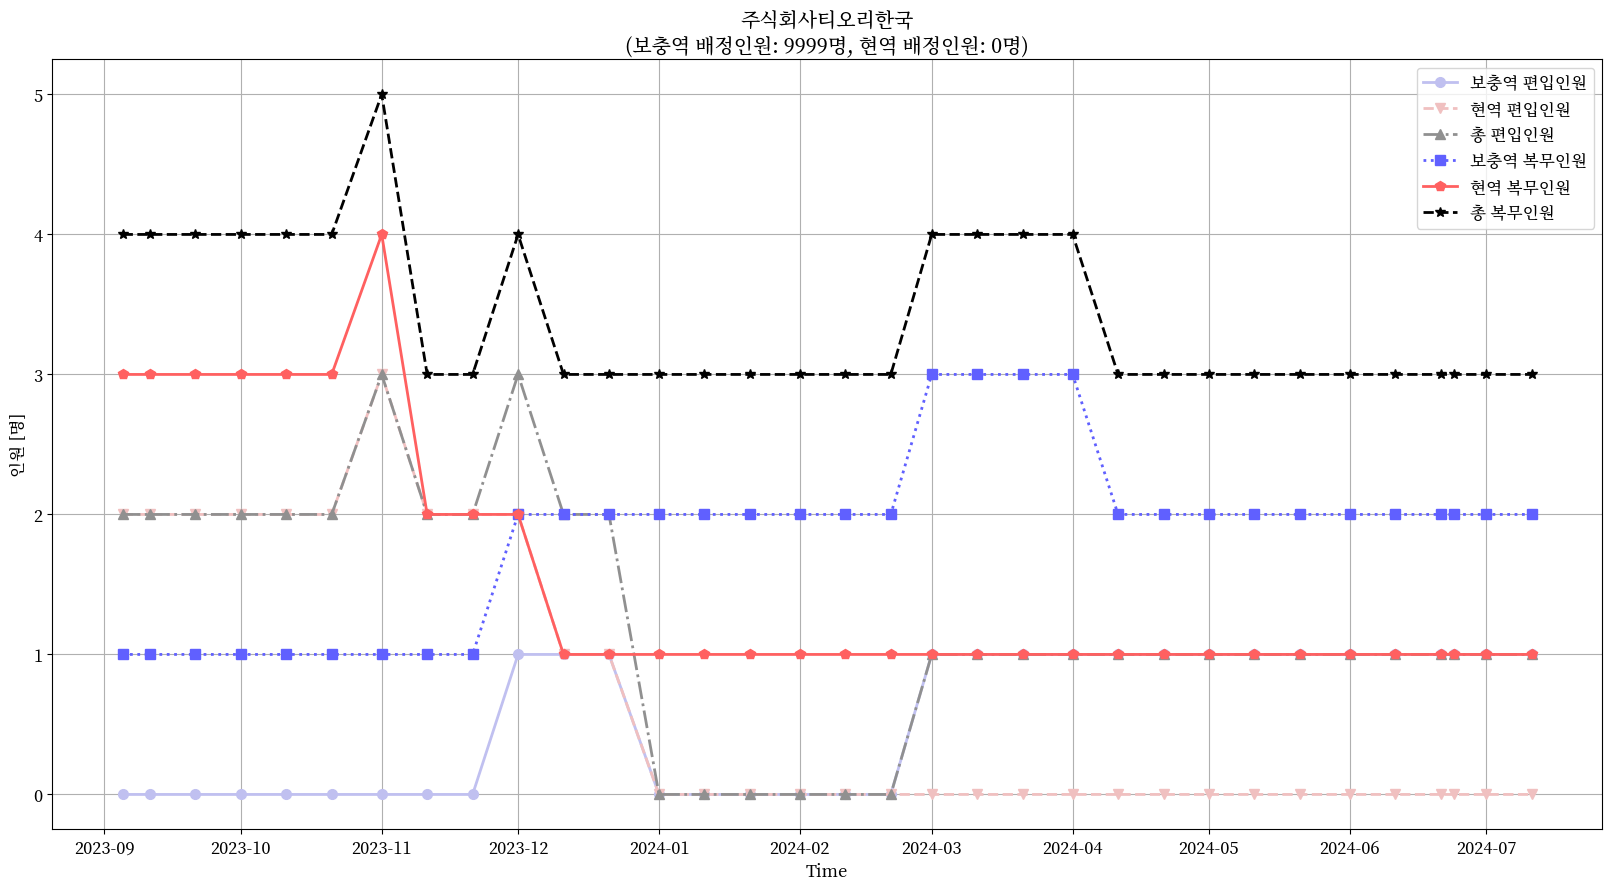 주식회사티오리한국
(보충역 배정인원: 9999명, 현역 배정인원: 0명)
보충역 편입인원
현역 편입인원
총 편입인원
보충역 복무인원
현역 복무인원
총 복무인원
인원 [명]
5
4
3
2
1
0
2023-09
2023-10
2023-11
2023-12
2024-01
2024-02
2024-03
2024-04
2024-05
2024-06
2024-07
Time